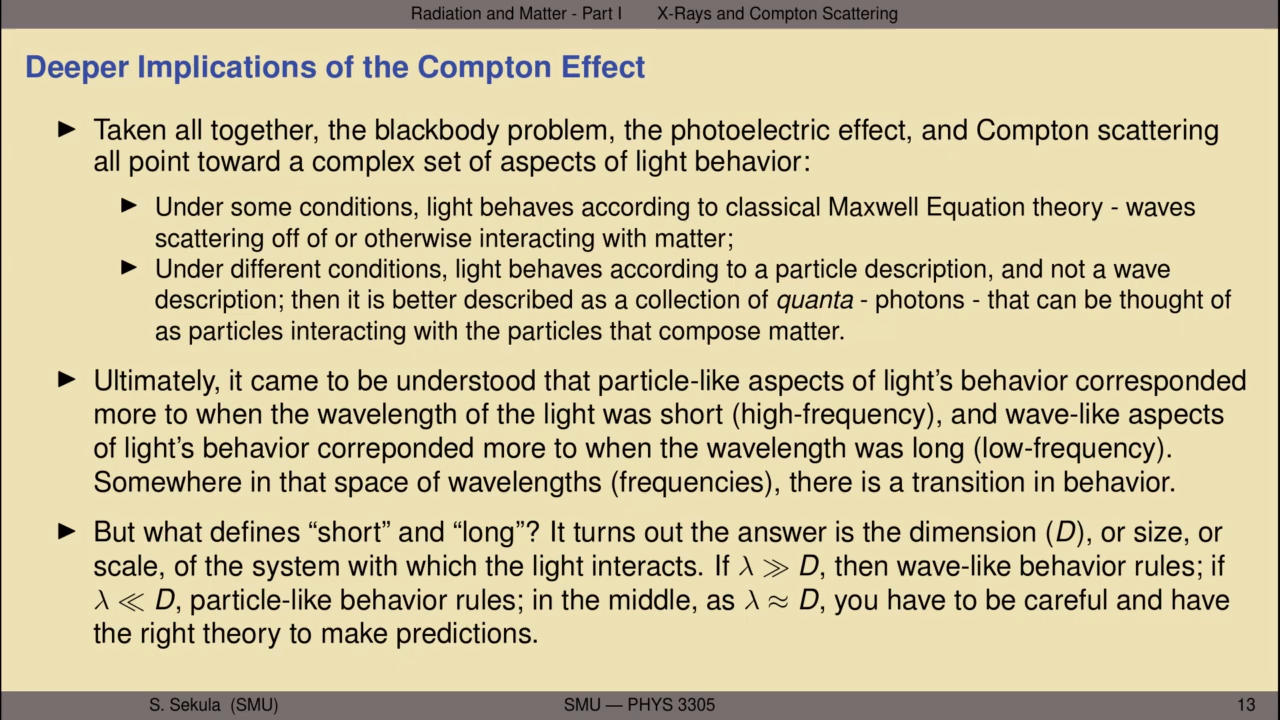 Radiation and Matter - Part I X-Rays and Compton Scattering
Deeper Implications of the Compton Effect
▶ Taken all together, the blackbody problem, the photoelectric effect, and Compton scattering
all point toward a complex set of aspects of light behavior:
▶ Under some conditions, light behaves according to classical Maxwell Equation theory - waves
scattering off of or otherwise interacting with matter;
▶ Under different conditions, light behaves according to a particle description, and not a wave
description; then it is better described as a collection of quanta - photons - that can be thought of
as particles interacting with the particles that compose matter.
▶ Ultimately, it came to be understood that particle-like aspects of light's behavior corresponded
more to when the wavelength of the light was short (high-frequency), and wave-like aspects
of light's behavior correponded more to when the wavelength was long (low-frequency).
Somewhere in that space of wavelengths (frequencies), there is a transition in behavior.
▶ But what defines “short” and “long”? It turns out the answer is the dimension (D), or size, or
scale, of the system with which the light interacts. If λ ≫ D, then wave-like behavior rules; if
λ ≪ D, particle-like behavior rules; in the middle, as λ ≈ D, you have to be careful and have
the right theory to make predictions.
S. Sekula (SMU) SMU — PHYS 3305 13